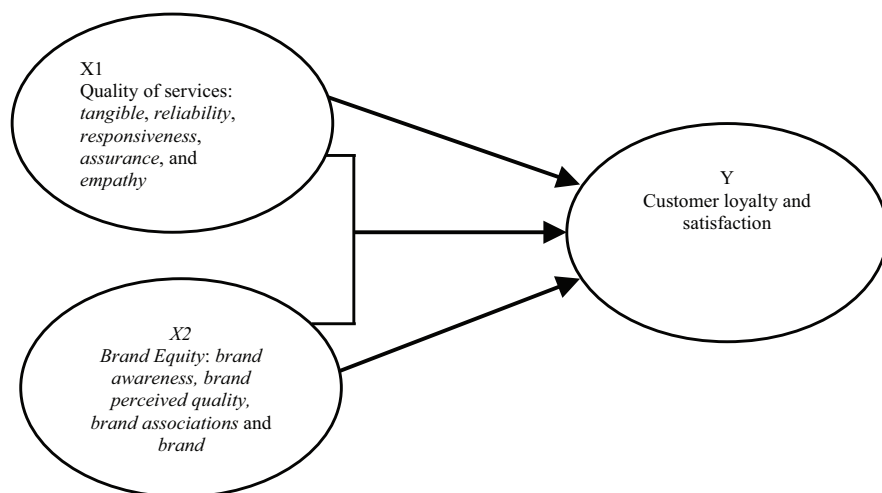 X1
Quality of services:
tangible, reliability,
responsiveness,
assurance, and
empathy
Y
Customer loyalty and
satisfaction
X2
Brand Equity: brand
awareness, brand
perceived quality,
brand associations and
brand